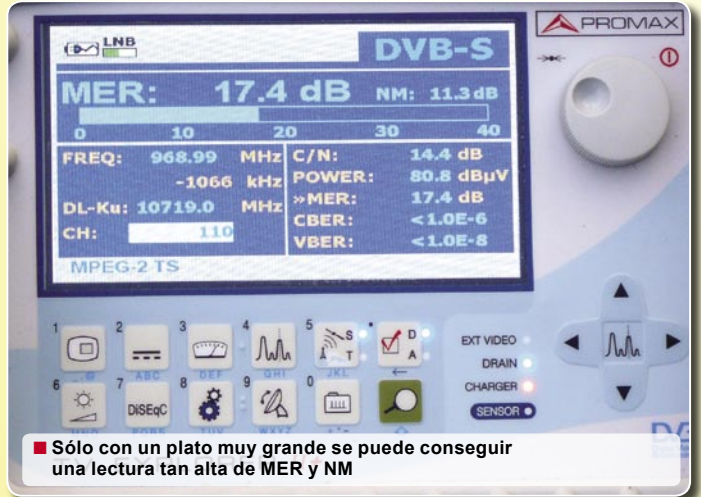 PROMAX
LNB
DVB-S
MER: 17.4 dB NM: 11.3 dB
0 10 20 30 40
FREQ: 968.99 MHz
-1066 kHz
DL-Ku: 10719.0 MHz
CH: 110
C/N: 14.4 dB
POWER: 80.8 dBµV
»MER: 17.4 dB
CBER: <1.0E-6
VBER: <1.0E-8
MPEG-2 TS
1 2 3 4 5 S D
T A
ABC DEF GHI JKL
EXT VIDEO
DRAIN
CHARGER
SENSOR
6 7 8 9 0
DiSEqC
Sólo con un plato muy grande se puede conseguir
una lectura tan alta de MER y NM